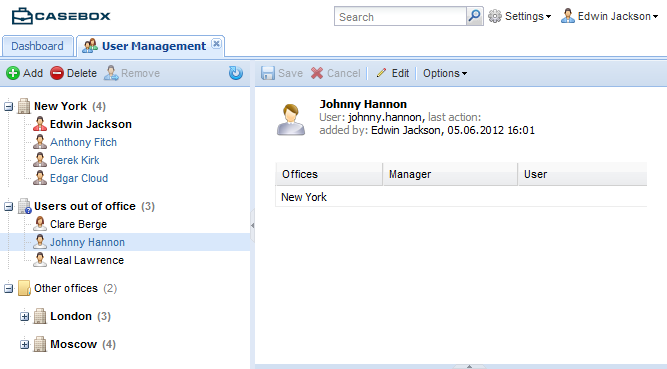 CASEBOX
Search
Settings
Edwin Jackson
Dashboard
User Management
Add Delete Remove
Save Cancel Edit Options
New York (4)
Edwin Jackson
Anthony Fitch
Derek Kirk
Edgar Cloud
Users out of office (3)
Clare Berge
Johnny Hannon
Neal Lawrence
Other offices (2)
London (3)
Moscow (4)
Johnny Hannon
User: johnny.hannon, last action:
added by: Edwin Jackson, 05.06.2012 16:01
Offices Manager User
New York